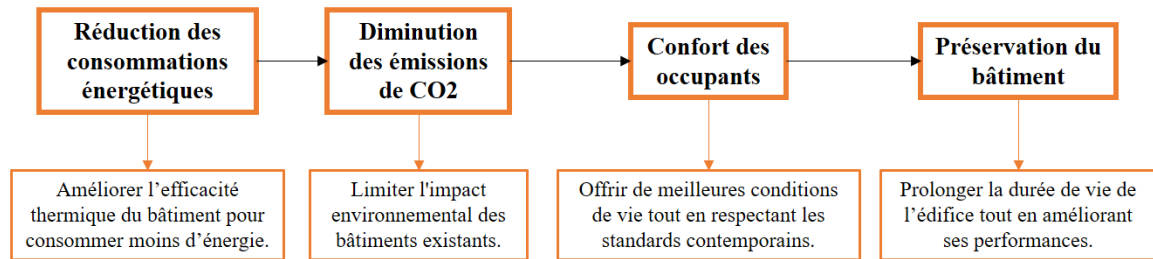 Réduction des
consommations
énergétiques
Diminution
des émissions
de CO2
Confort des
occupants
Préservation du
bâtiment
Améliorer l’efficacité
thermique du bâtiment pour
consommer moins d’énergie.
Limiter l'impact
environnemental des
bâtiments existants.
Offrir de meilleures conditions
de vie tout en respectant les
standards contemporains.
Prolonger la durée de vie de
l’édifice tout en améliorant
ses performances.